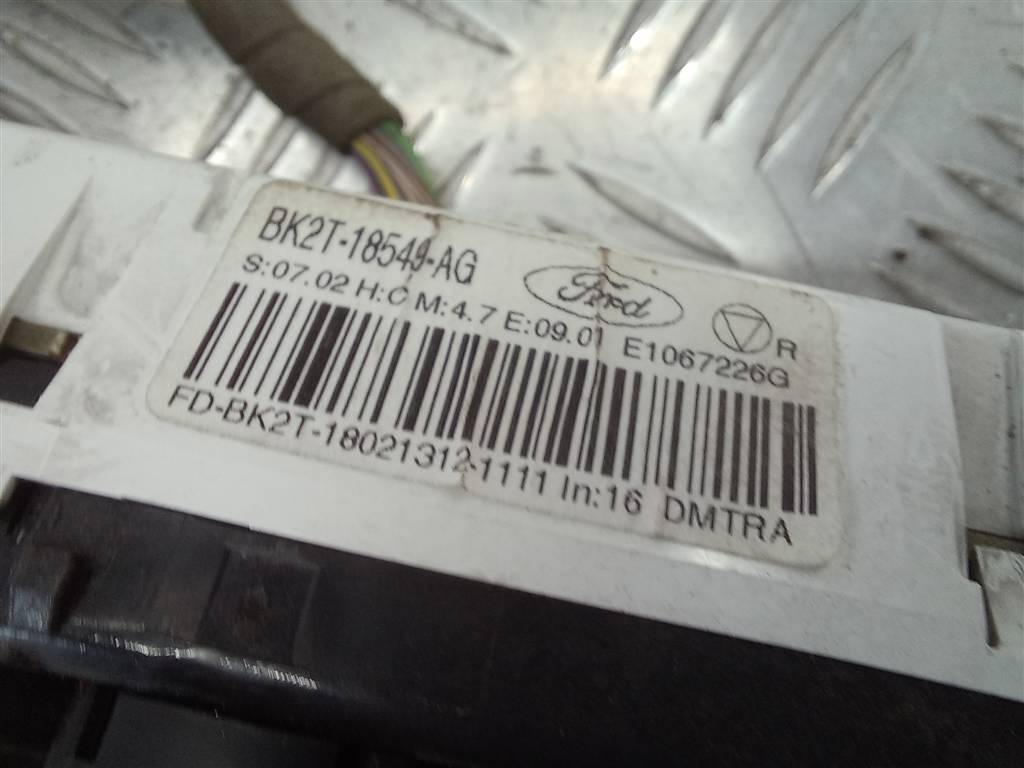 BK2T-18549-AG
Ford
S:07.02 H:C M:4.7 E:09.01 E1067226G
R
FD-BK2T-18021312-1111 In:16 DMTRA